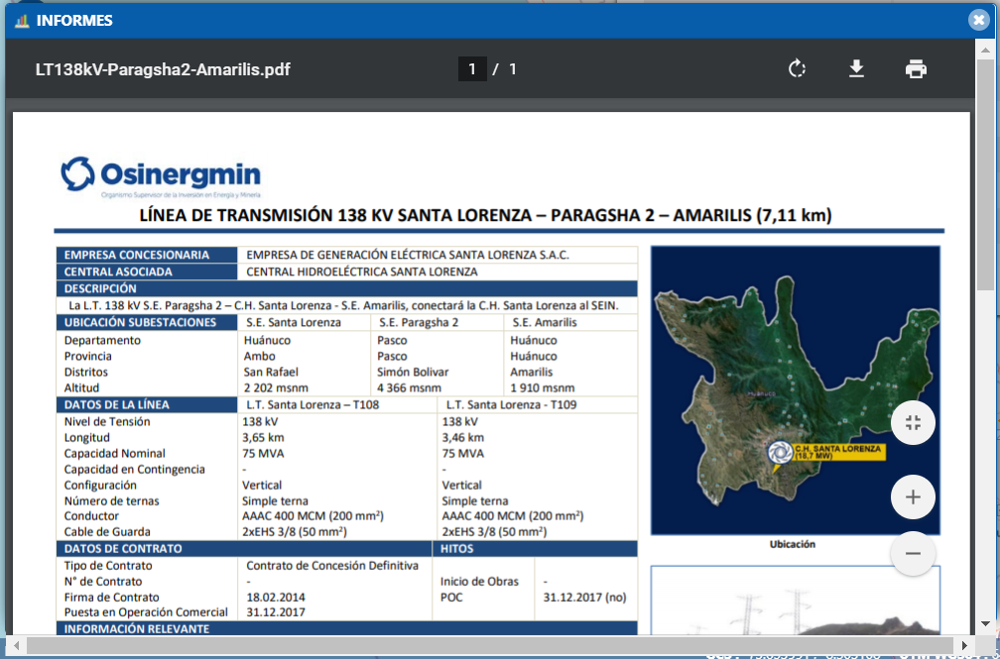 INFORMES
LT138kV-Paragsha2-Amarilis.pdf
1 / 1
Osinergmin
Organismo Supervisor de la Inversión en Energía y Minería
LÍNEA DE TRANSMISIÓN 138 KV SANTA LORENZA – PARAGSHA 2 – AMARILIS (7,11 km)
EMPRESA CONCESIONARIA EMPRESA DE GENERACIÓN ELÉCTRICA SANTA LORENZA S.A.C.
CENTRAL ASOCIADA CENTRAL HIDROELÉCTRICA SANTA LORENZA
DESCRIPCIÓN
La L.T. 138 kV S.E. Paragsha 2 – C.H. Santa Lorenza - S.E. Amarilis, conectará la C.H. Santa Lorenza al SEIN.
UBICACIÓN SUBESTACIONES S.E. Santa Lorenza S.E. Paragsha 2 S.E. Amarilis
Departamento Huánuco Pasco Huánuco
Provincia Ambo Pasco Huánuco
Distritos San Rafael Simón Bolivar Amarilis
Altitud 2 202 msnm 4 366 msnm 1 910 msnm
DATOS DE LA LÍNEA L.T. Santa Lorenza – T108 L.T. Santa Lorenza - T109
Nivel de Tensión 138 kV 138 kV
Longitud 3,65 km 3,46 km
Capacidad Nominal 75 MVA 75 MVA
Capacidad en Contingencia - -
Configuración Vertical Vertical
Número de ternas Simple terna Simple terna
Conductor AAAC 400 MCM (200 mm²) AAAC 400 MCM (200 mm²)
Cable de Guarda 2xEHS 3/8 (50 mm²) 2xEHS 3/8 (50 mm²)
DATOS DE CONTRATO HITOS
Tipo de Contrato Contrato de Concesión Definitiva
N° de Contrato - Inicio de Obras -
Firma de Contrato 18.02.2014 POC 31.12.2017 (no)
Puesta en Operación Comercial 31.12.2017
INFORMACIÓN RELEVANTE
Huánuco
C.H. SANTA LORENZA
(18,7 MW)
Ubicación